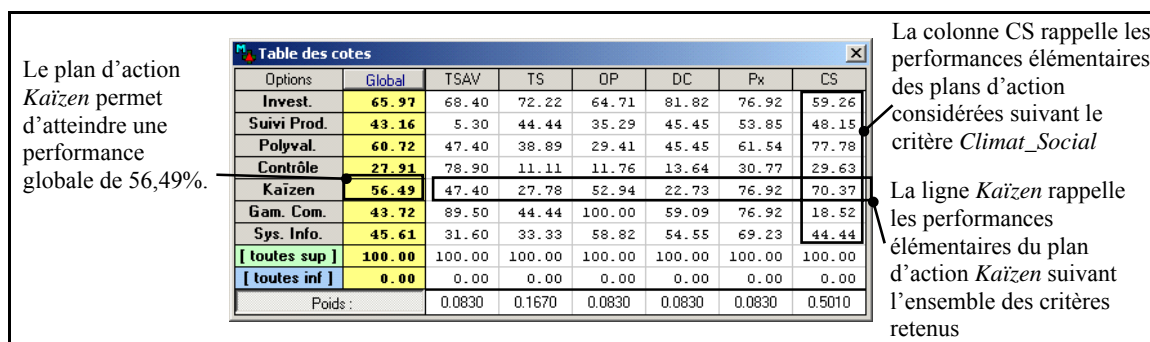 Le plan d’action
Kaïzen permet
d’atteindre une
performance
globale de 56,49%.
Table des cotes
Options Global TSAV TS OP DC Px CS
Invest. 65.97 68.40 72.22 64.71 81.82 76.92 59.26
Suivi Prod. 43.16 5.30 44.44 35.29 45.45 53.85 48.15
Polyval. 60.72 47.40 38.89 29.41 45.45 61.54 77.78
Contrôle 27.91 78.90 11.11 11.76 13.64 30.77 29.63
Kaïzen 56.49 47.40 27.78 52.94 22.73 76.92 70.37
Gam. Com. 43.72 89.50 44.44 100.00 59.09 76.92 18.52
Sys. Info. 45.61 31.60 33.33 58.82 54.55 69.23 44.44
[ toutes sup ] 100.00 100.00 100.00 100.00 100.00 100.00 100.00
[ toutes inf ] 0.00 0.00 0.00 0.00 0.00 0.00 0.00
Poids : 0.0830 0.1670 0.0830 0.0830 0.0830 0.5010
La colonne CS rappelle les
performances élémentaires
des plans d’action
considérées suivant le
critère Climat_Social
La ligne Kaïzen rappelle
les performances
élémentaires du plan
d’action Kaïzen suivant
l’ensemble des critères
retenus